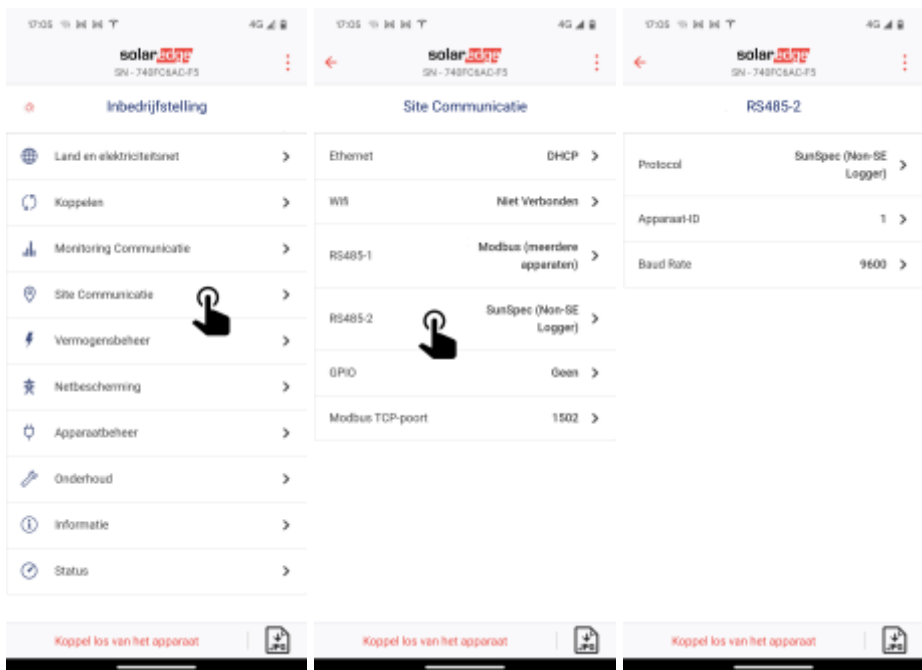 17:05
4G
solaredge
SN - 740FC6AC-F5
Inbedrijfstelling
Land en elektriciteitsnet
Koppelen
Monitoring Communicatie
Site Communicatie
Vermogensbeheer
Netbescherming
Apparaatbeheer
Onderhoud
Informatie
Status
Koppel los van het apparaat
JPG
17:05
4G
solaredge
SN - 740FC6AC-F5
Site Communicatie
Ethernet DHCP
Wifi Niet Verbonden
RS485-1 Modbus (meerdere
apparaten)
RS485-2 SunSpec (Non-SE
Logger)
GPIO Geen
Modbus TCP-poort 1502
Koppel los van het apparaat
JPG
17:05
4G
solaredge
SN - 740FC6AC-F5
RS485-2
Protocol SunSpec (Non-SE
Logger)
Apparaat-ID 1
Baud Rate 9600
Koppel los van het apparaat
JPG